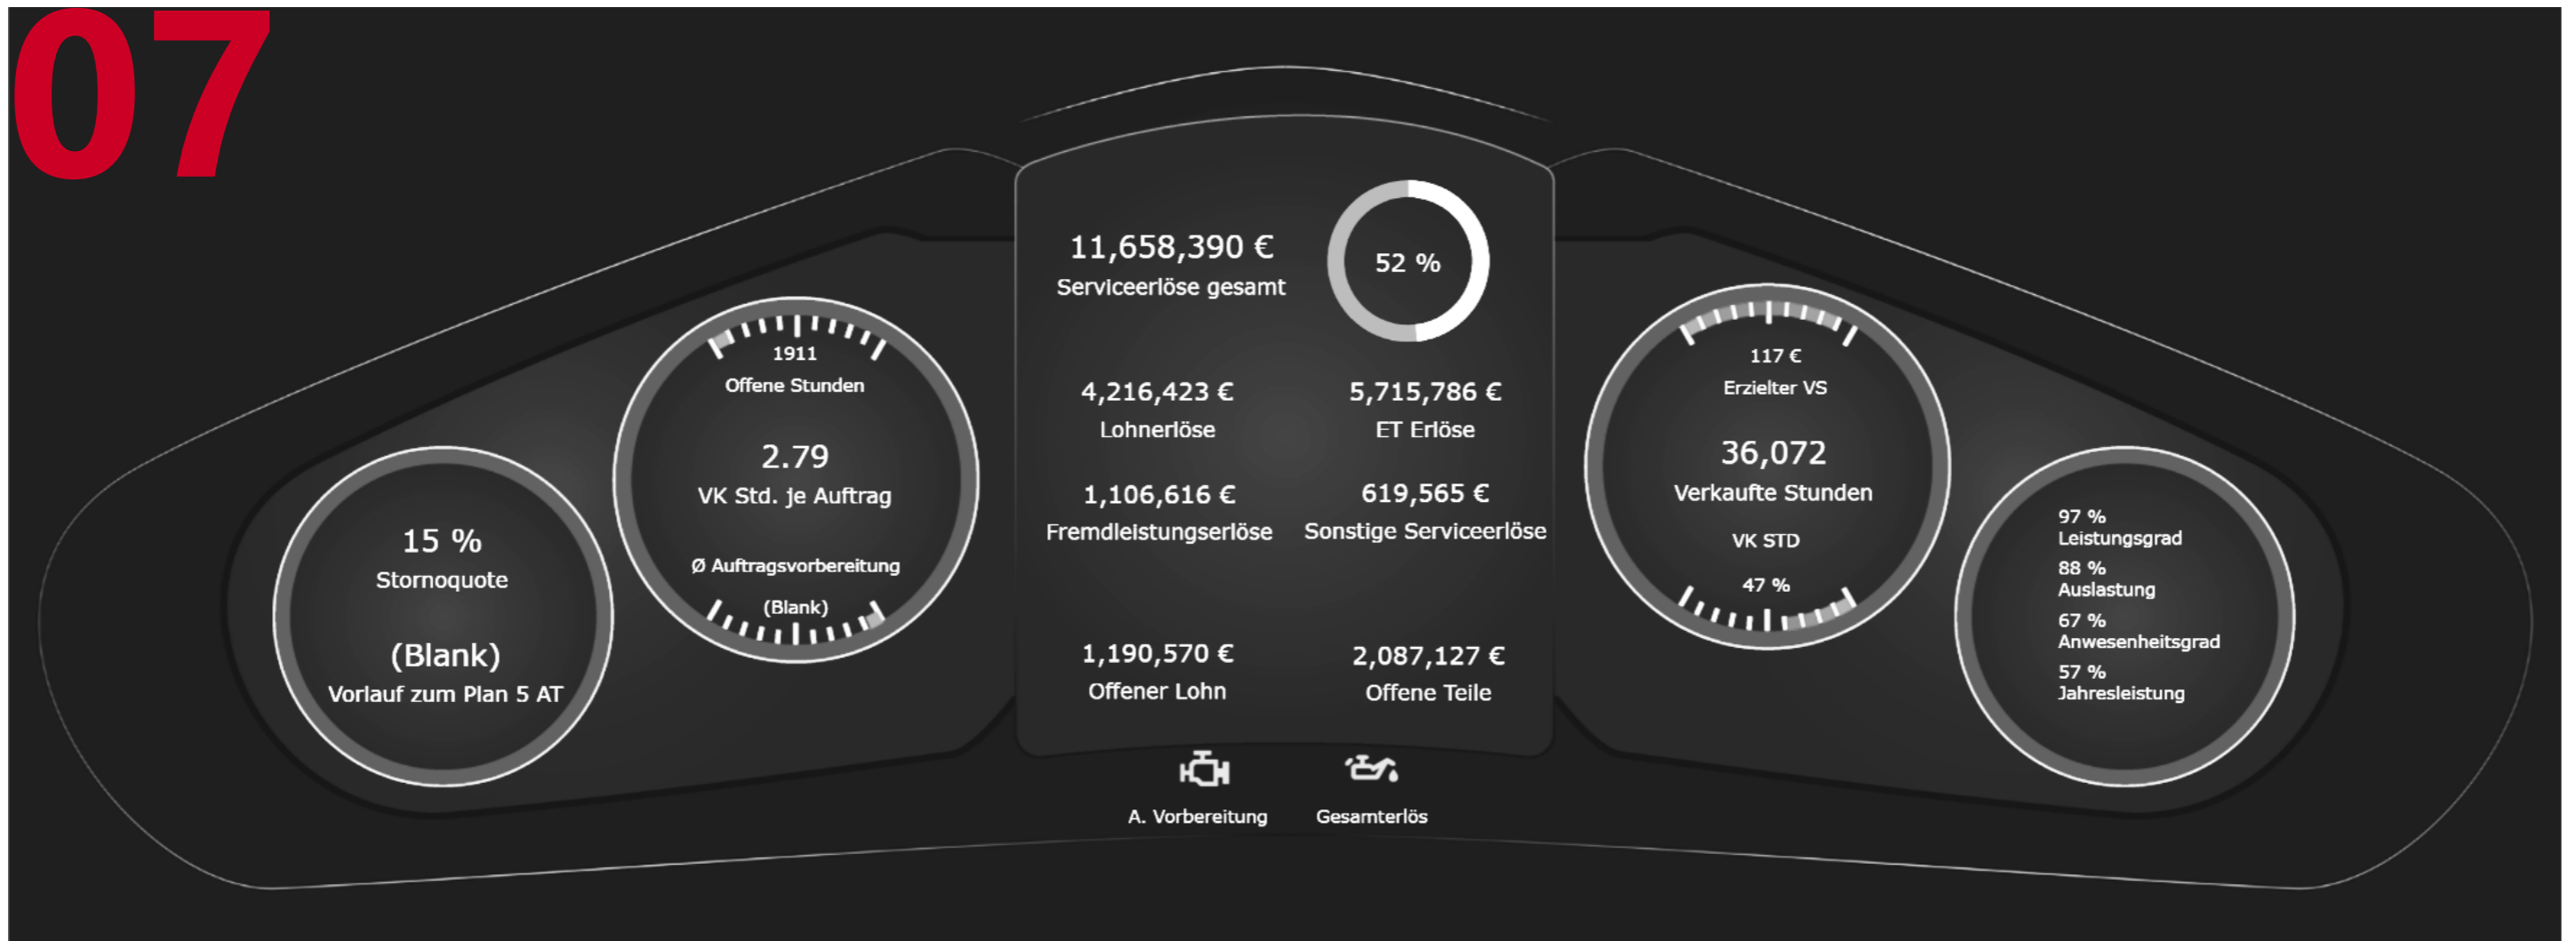 07
11,658,390 €
Serviceerlöse gesamt
52 %
4,216,423 €
Lohnerlöse
5,715,786 €
ET Erlöse
1,106,616 €
Fremdleistungserlöse
619,565 €
Sonstige Serviceerlöse
1,190,570 €
Offener Lohn
2,087,127 €
Offene Teile
A. Vorbereitung
Gesamterlös
15 %
Stornoquote
(Blank)
Vorlauf zum Plan 5 AT
1911
Offene Stunden
2.79
VK Std. je Auftrag
Ø Auftragsvorbereitung
(Blank)
117 €
Erzielter VS
36,072
Verkaufte Stunden
VK STD
47 %
97 %
Leistungsgrad
88 %
Auslastung
67 %
Anwesenheitsgrad
57 %
Jahresleistung